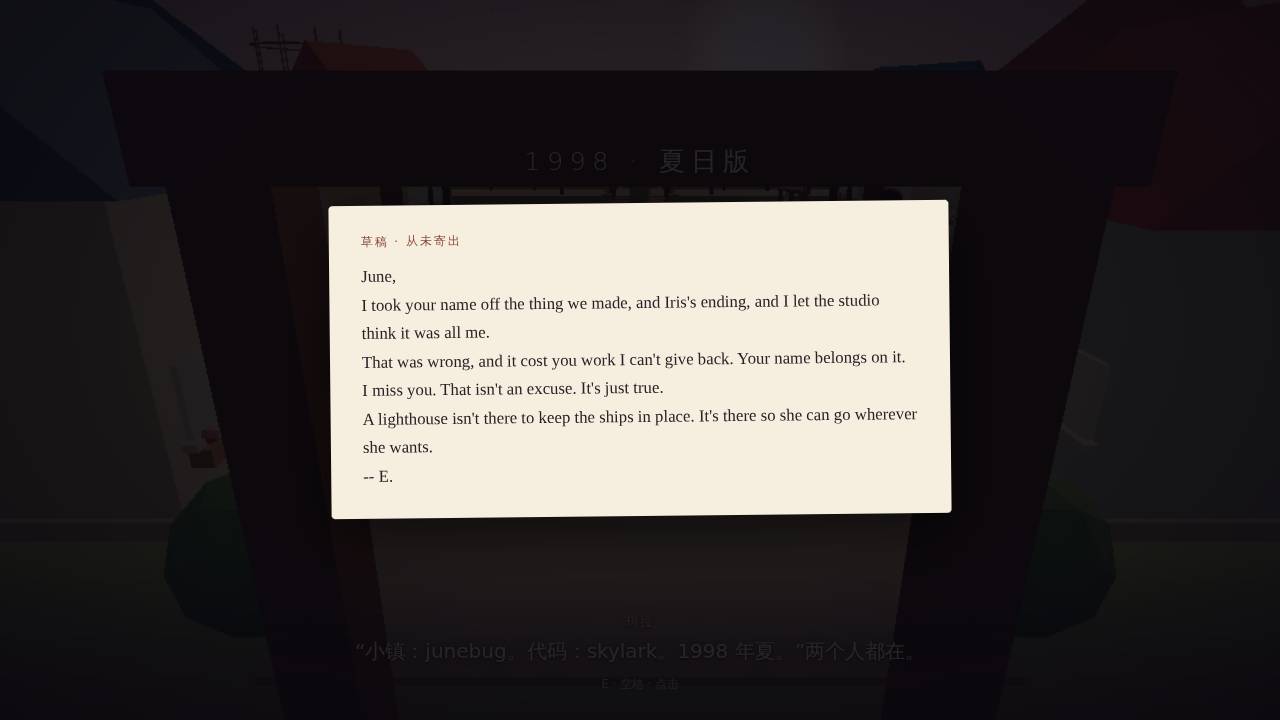 1998 · 夏日版
草稿 · 从未寄出
June,
I took your name off the thing we made, and Iris's ending, and I let the studio
think it was all me.
That was wrong, and it cost you work I can't give back. Your name belongs on it.
I miss you. That isn't an excuse. It's just true.
A lighthouse isn't there to keep the ships in place. It's there so she can go wherever
she wants.
-- E.
“小镇：junebug。代码：skylark。1998 年夏。”两个人都在。
E · 空格 · 点击